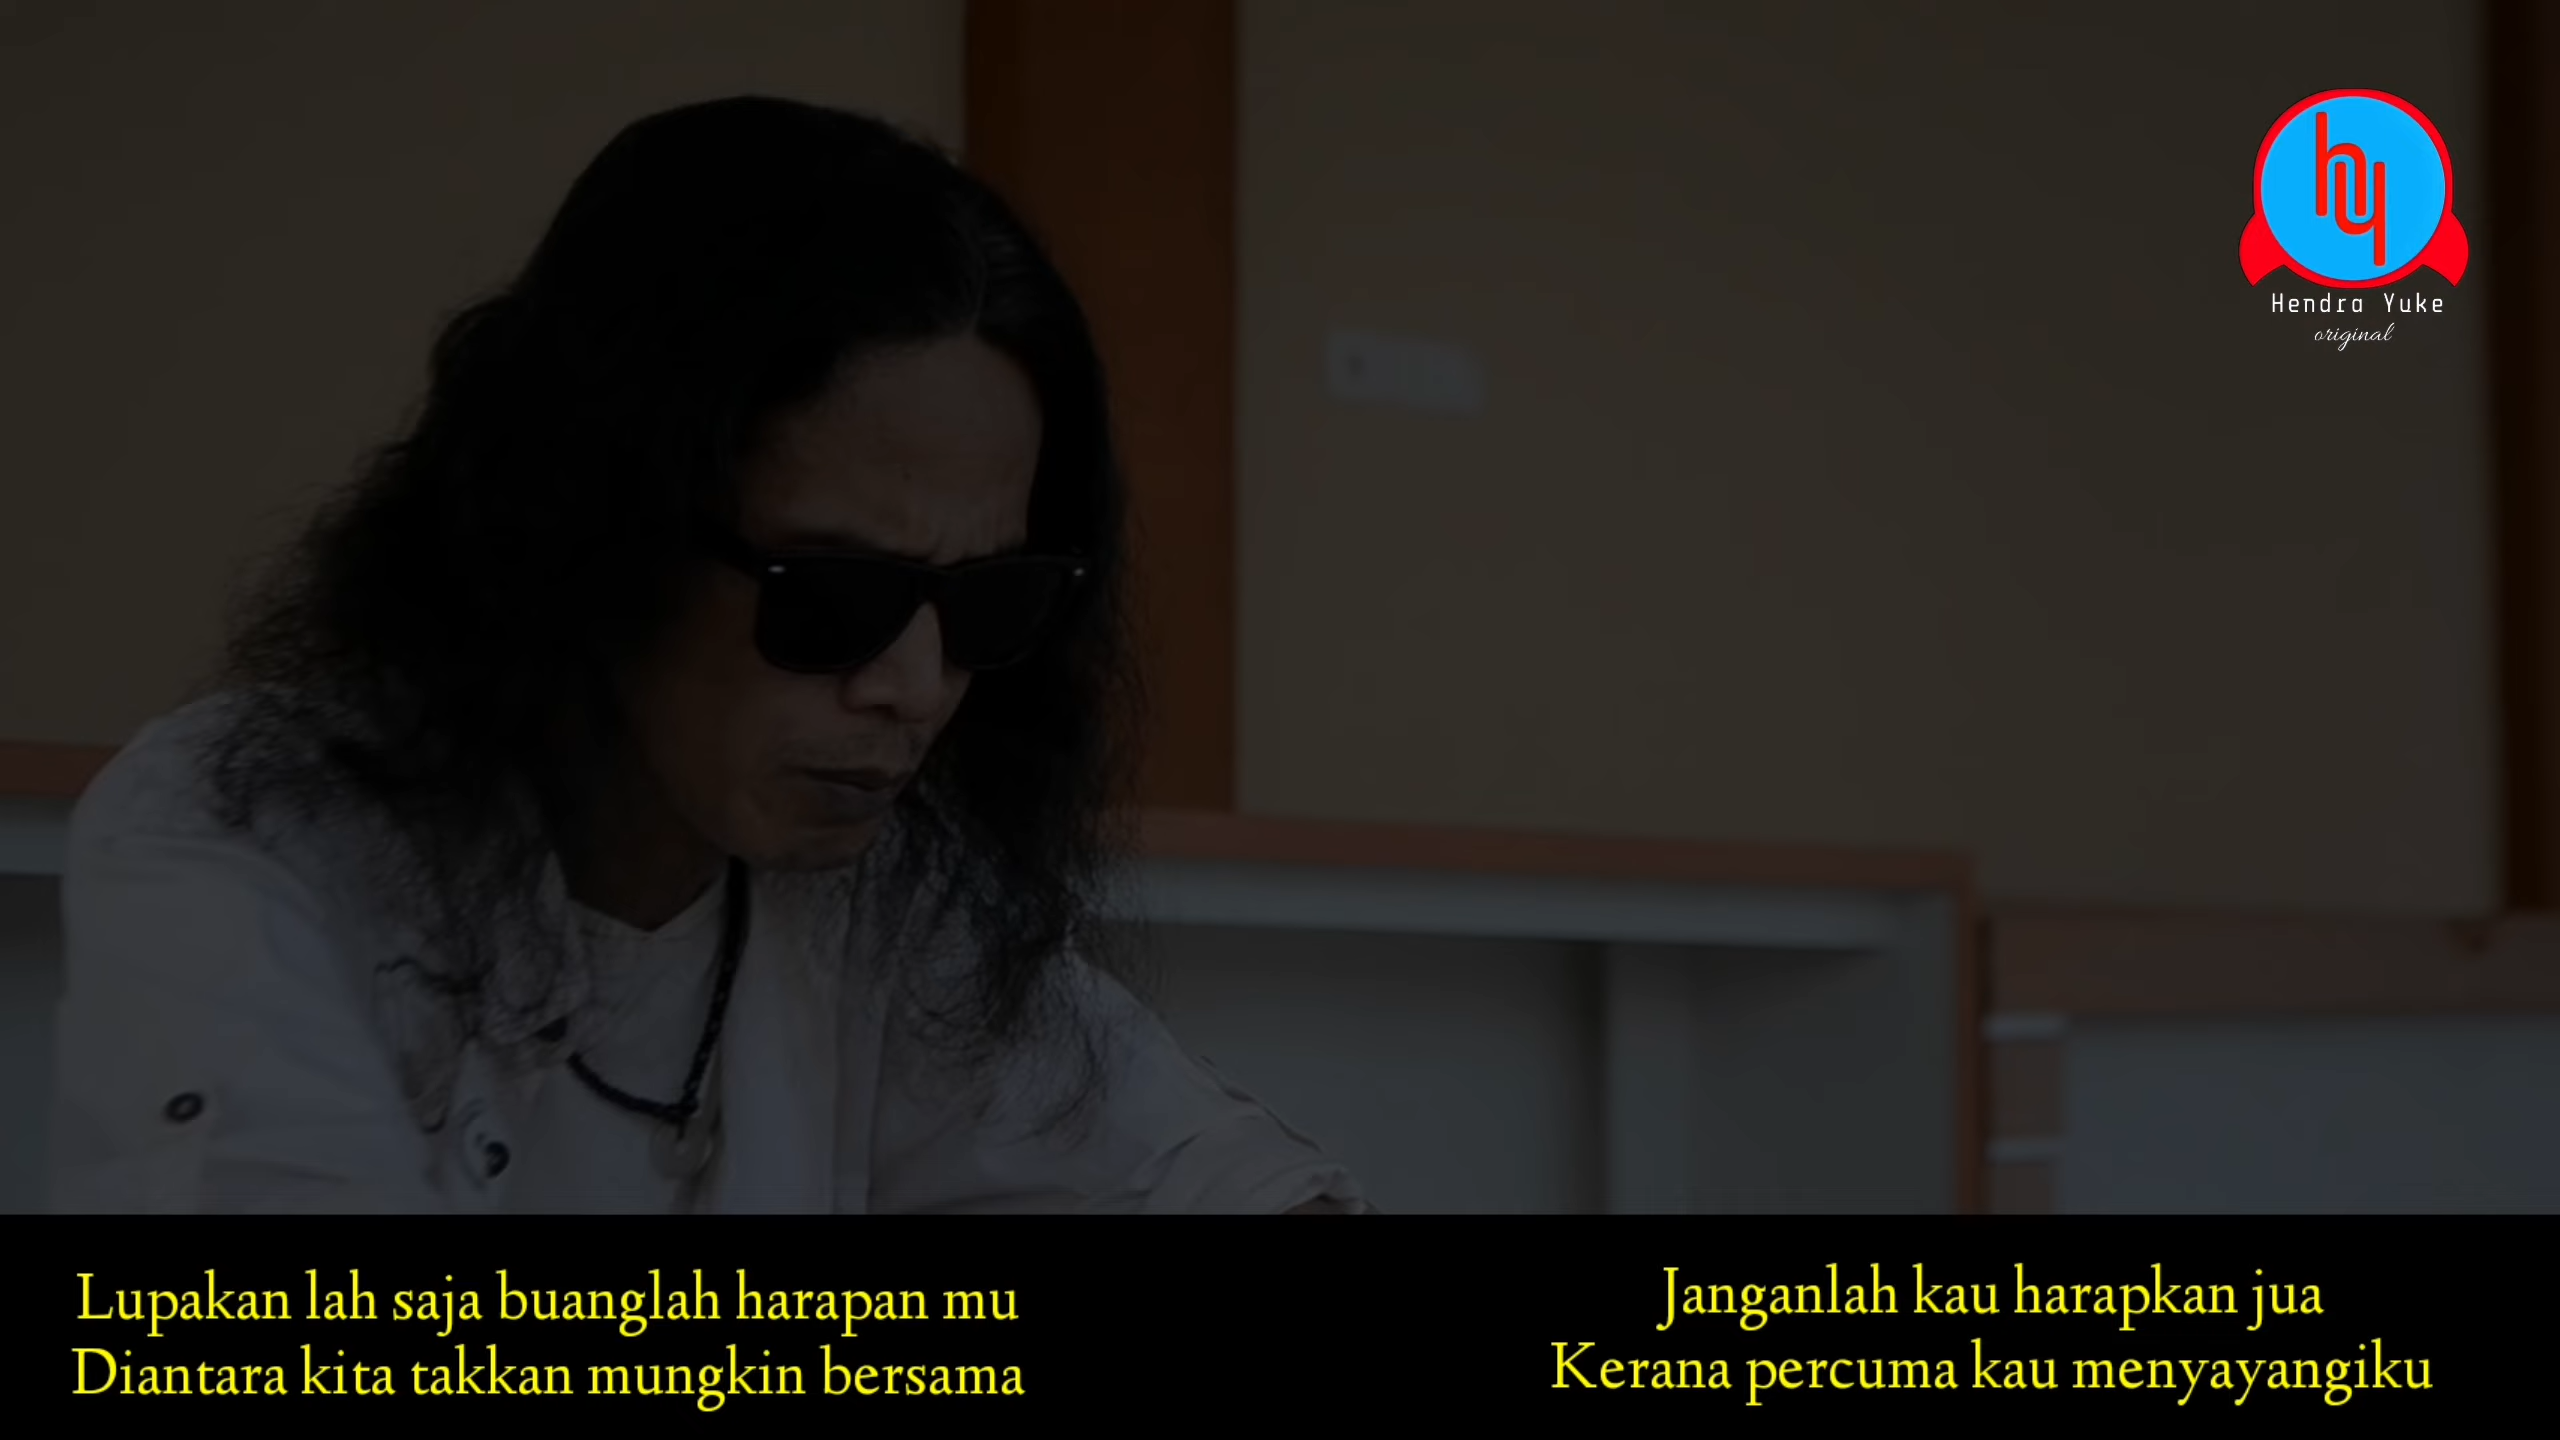 hy
Hendra Yuke
original
Lupakan lah saja buanglah harapan mu
Diantara kita takkan mungkin bersama
Janganlah kau harapkan jua
Kerana percuma kau menyayangiku